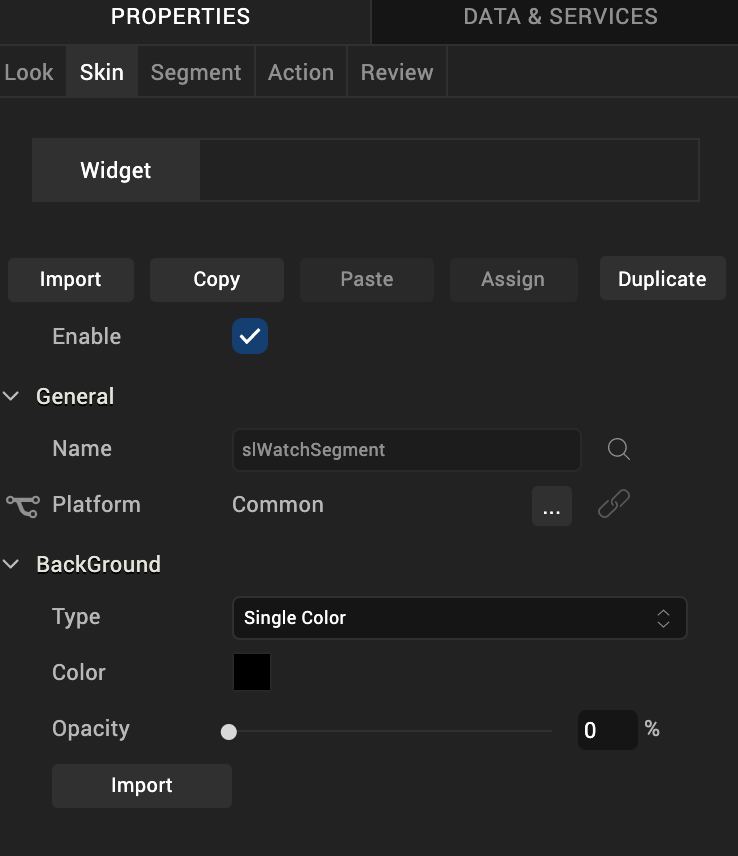 PROPERTIES DATA & SERVICES
Look Skin Segment Action Review
Widget
Import Copy Paste Assign Duplicate
Enable
General
Name slWatchSegment
Platform Common ...
BackGround
Type Single Color
Color
Opacity 0 %
Import